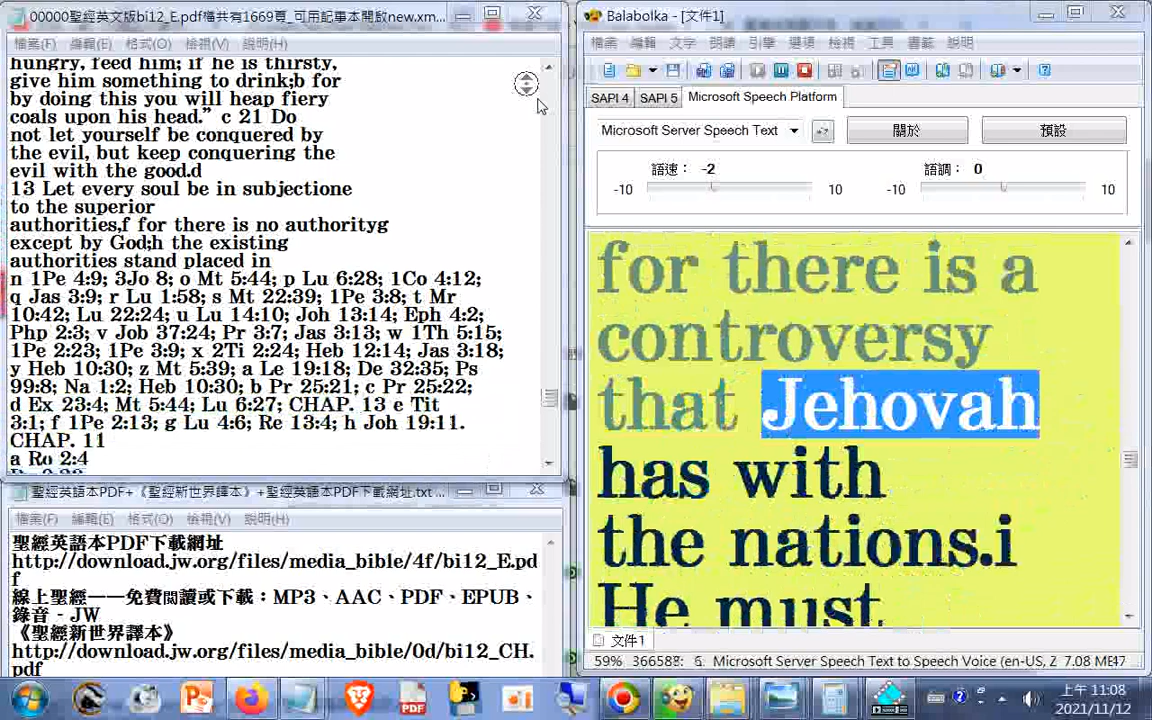 00000聖經英文版bi12_E.pdf檔共有1669頁_可用記事本開啟new.xm...
檔案(F) 編輯(E) 格式(O) 檢視(V) 說明(H)
hungry, feed him; if he is thirsty,
give him something to drink;b for
by doing this you will heap fiery
coals upon his head.” c 21 Do
not let yourself be conquered by
the evil, but keep conquering the
evil with the good.d
13 Let every soul be in subjectione
to the superior
authorities,f for there is no authorityg
except by God;h the existing
authorities stand placed in
n 1Pe 4:9; 3Jo 8; o Mt 5:44; p Lu 6:28; 1Co 4:12;
q Jas 3:9; r Lu 1:58; s Mt 22:39; 1Pe 3:8; t Mr
10:42; Lu 22:24; u Lu 14:10; Joh 13:14; Eph 4:2;
Php 2:3; v Job 37:24; Pr 3:7; Jas 3:13; w 1Th 5:15;
1Pe 2:23; 1Pe 3:9; x 2Ti 2:24; Heb 12:14; Jas 3:18;
y Heb 10:30; z Mt 5:39; a Le 19:18; De 32:35; Ps
99:8; Na 1:2; Heb 10:30; b Pr 25:21; c Pr 25:22;
d Ex 23:4; Mt 5:44; Lu 6:27; CHAP. 13 e Tit
3:1; f 1Pe 2:13; g Lu 4:6; Re 13:4; h Joh 19:11.
CHAP. 11
a Ro 2:4
聖經英語本PDF+《聖經新世界譯本》+聖經英語本PDF下載網址.txt ...
檔案(F) 編輯(E) 格式(O) 檢視(V) 說明(H)
聖經英語本PDF下載網址
http://download.jw.org/files/media_bible/4f/bi12_E.pd
f
線上聖經——免費閱讀或下載：MP3、AAC、PDF、EPUB、
錄音 - JW
《聖經新世界譯本》
http://download.jw.org/files/media_bible/0d/bi12_CH.
pdf
Balabolka - [文件1]
檔案 編輯 文字 朗讀 引擎 選項 檢視 工具 書籤 說明
SAPI 4 SAPI 5 Microsoft Speech Platform
Microsoft Server Speech Text 關於 預設
語速： -2 語調： 0
-10 10 -10 10
for there is a
controversy
that Jehovah
has with
the nations.i
He must
文件1
59% Microsoft Server Speech Text to Speech Voice (en-US, Z 7.08 ME
PDF
上午 11:08
2021/11/12